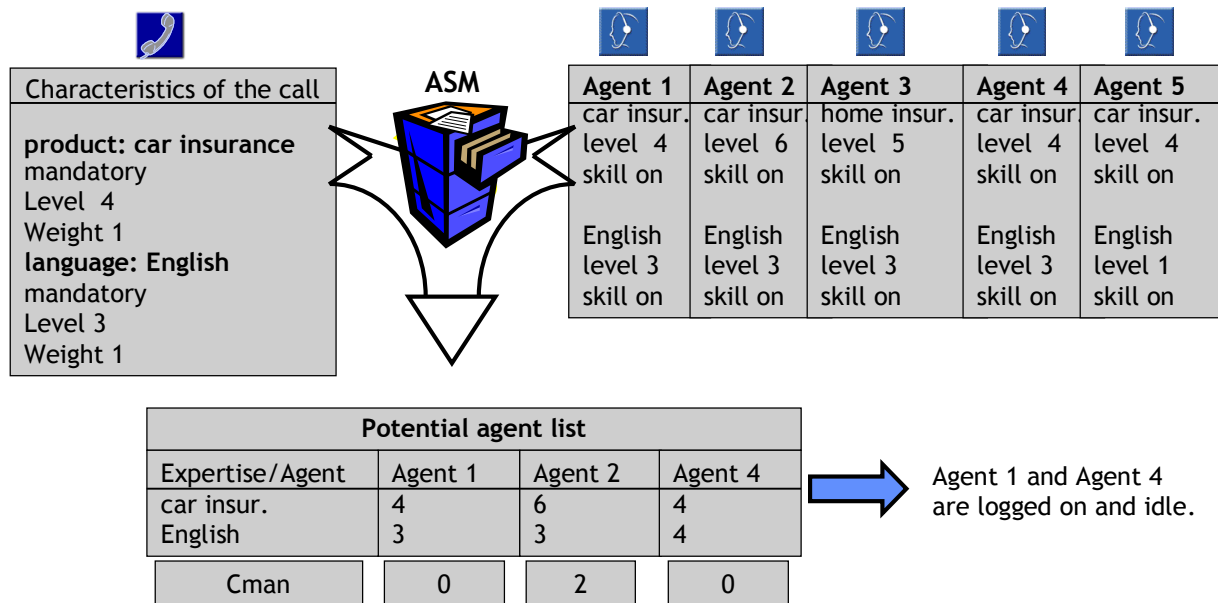 Characteristics of the call
product: car insurance
mandatory
Level 4
Weight 1
language: English
mandatory
Level 3
Weight 1
ASM
Agent 1
car insur.
level 4
skill on
English
level 3
skill on
Agent 2
car insur.
level 6
skill on
English
level 3
skill on
Agent 3
home insur.
level 5
skill on
English
level 3
skill on
Agent 4
car insur.
level 4
skill on
English
level 3
skill on
Agent 5
car insur.
level 4
skill on
English
level 1
skill on
Potential agent list
Expertise/Agent Agent 1 Agent 2 Agent 4
car insur. 4 6 4
English 3 3 4
Cman 0 2 0
Agent 1 and Agent 4
are logged on and idle.